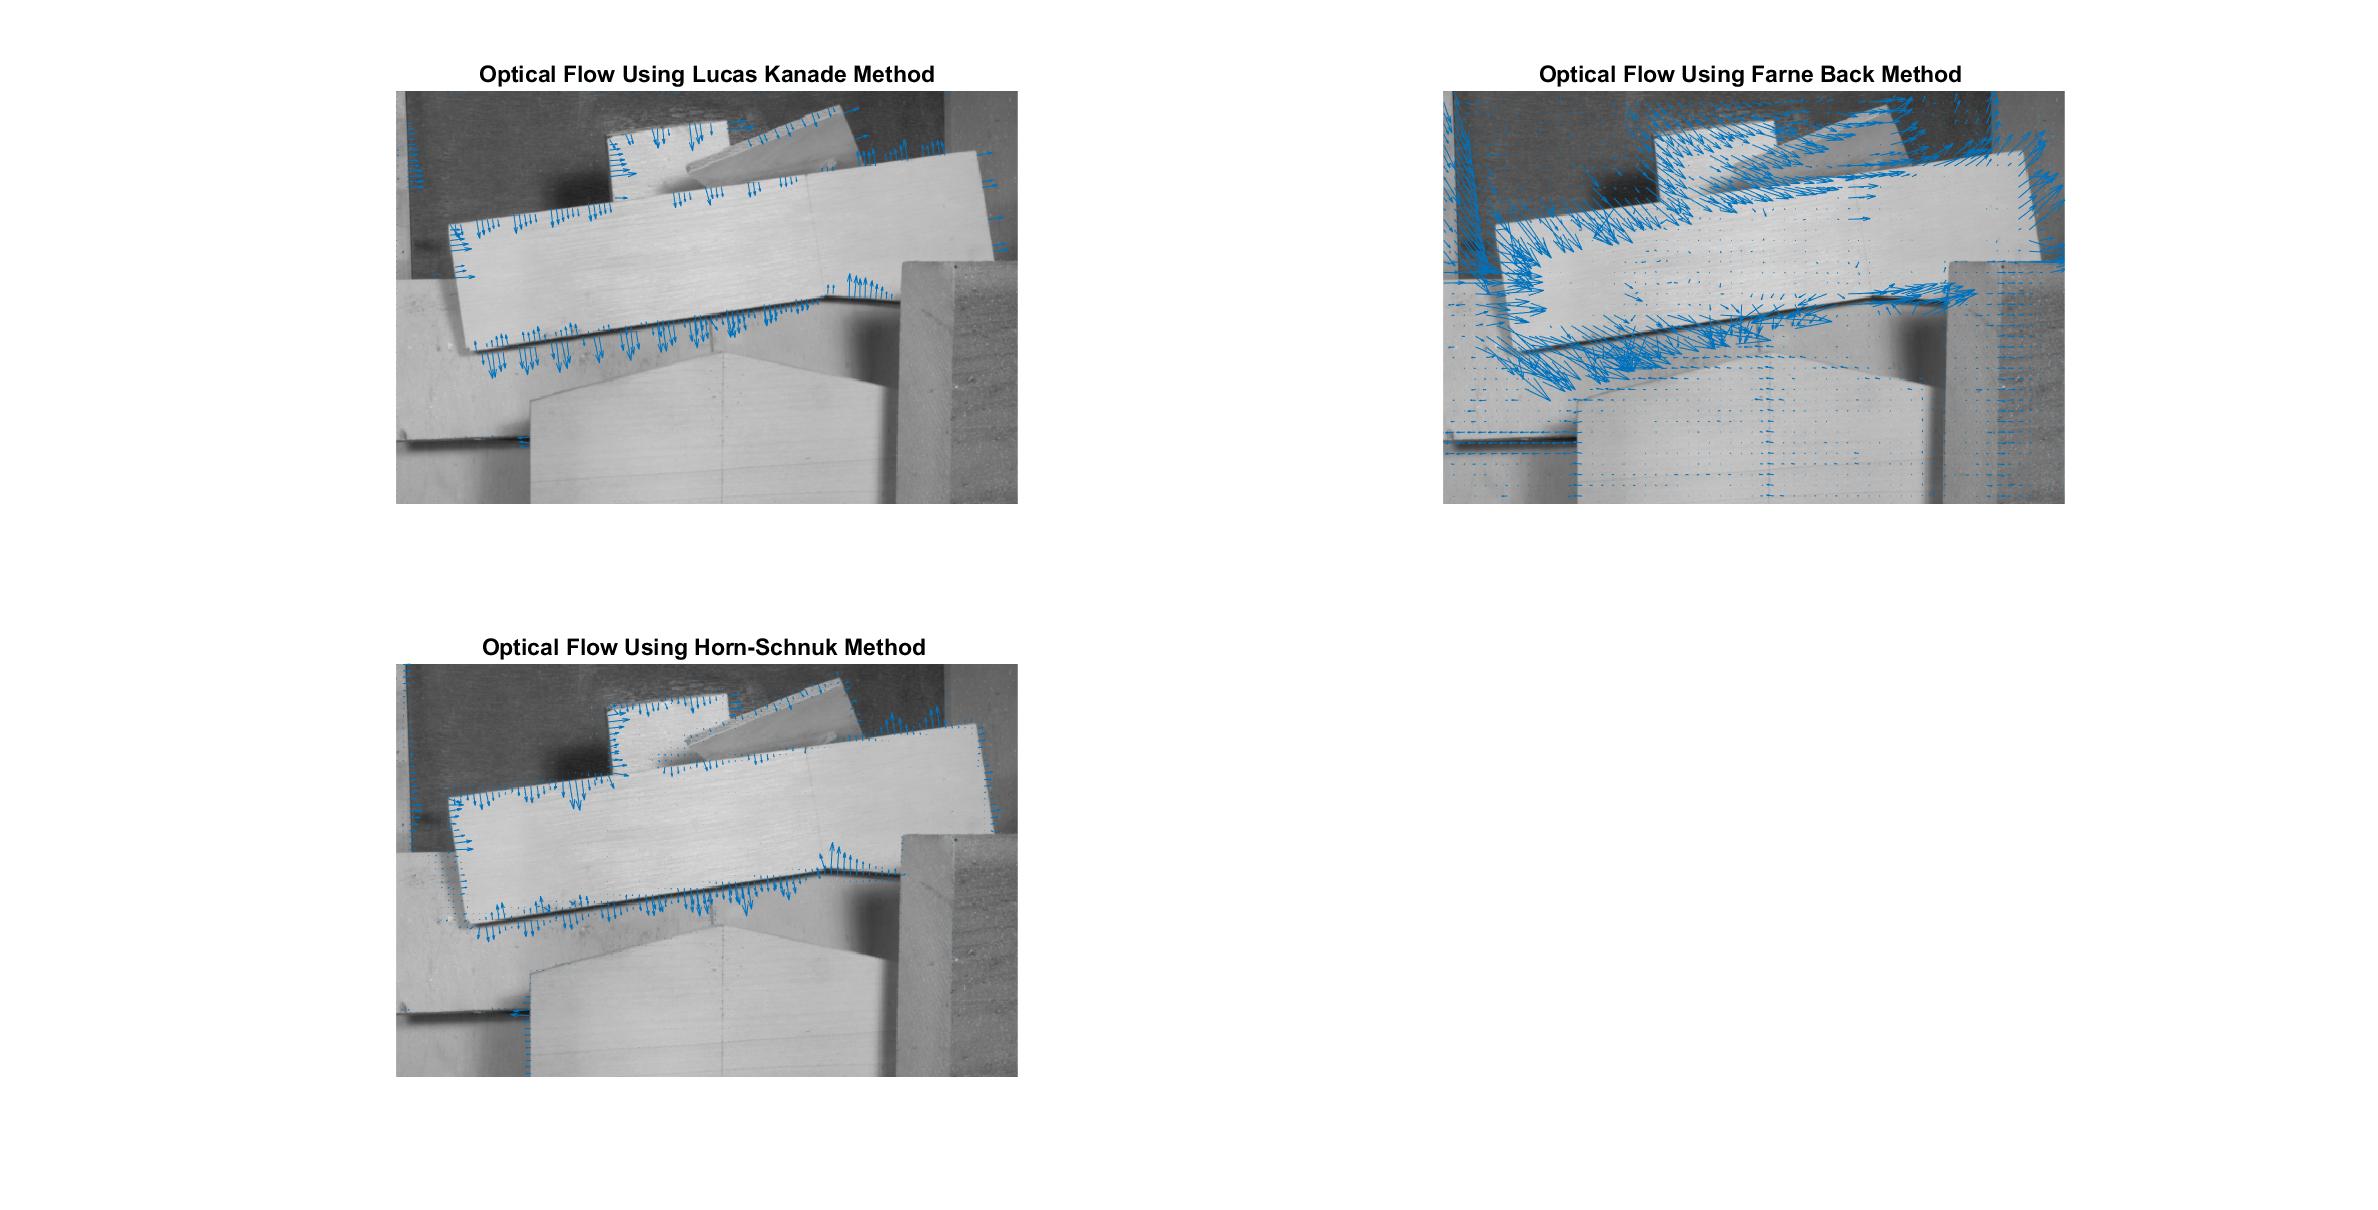 Optical Flow Using Lucas Kanade Method
Optical Flow Using Farne Back Method
Optical Flow Using Horn-Schnuk Method